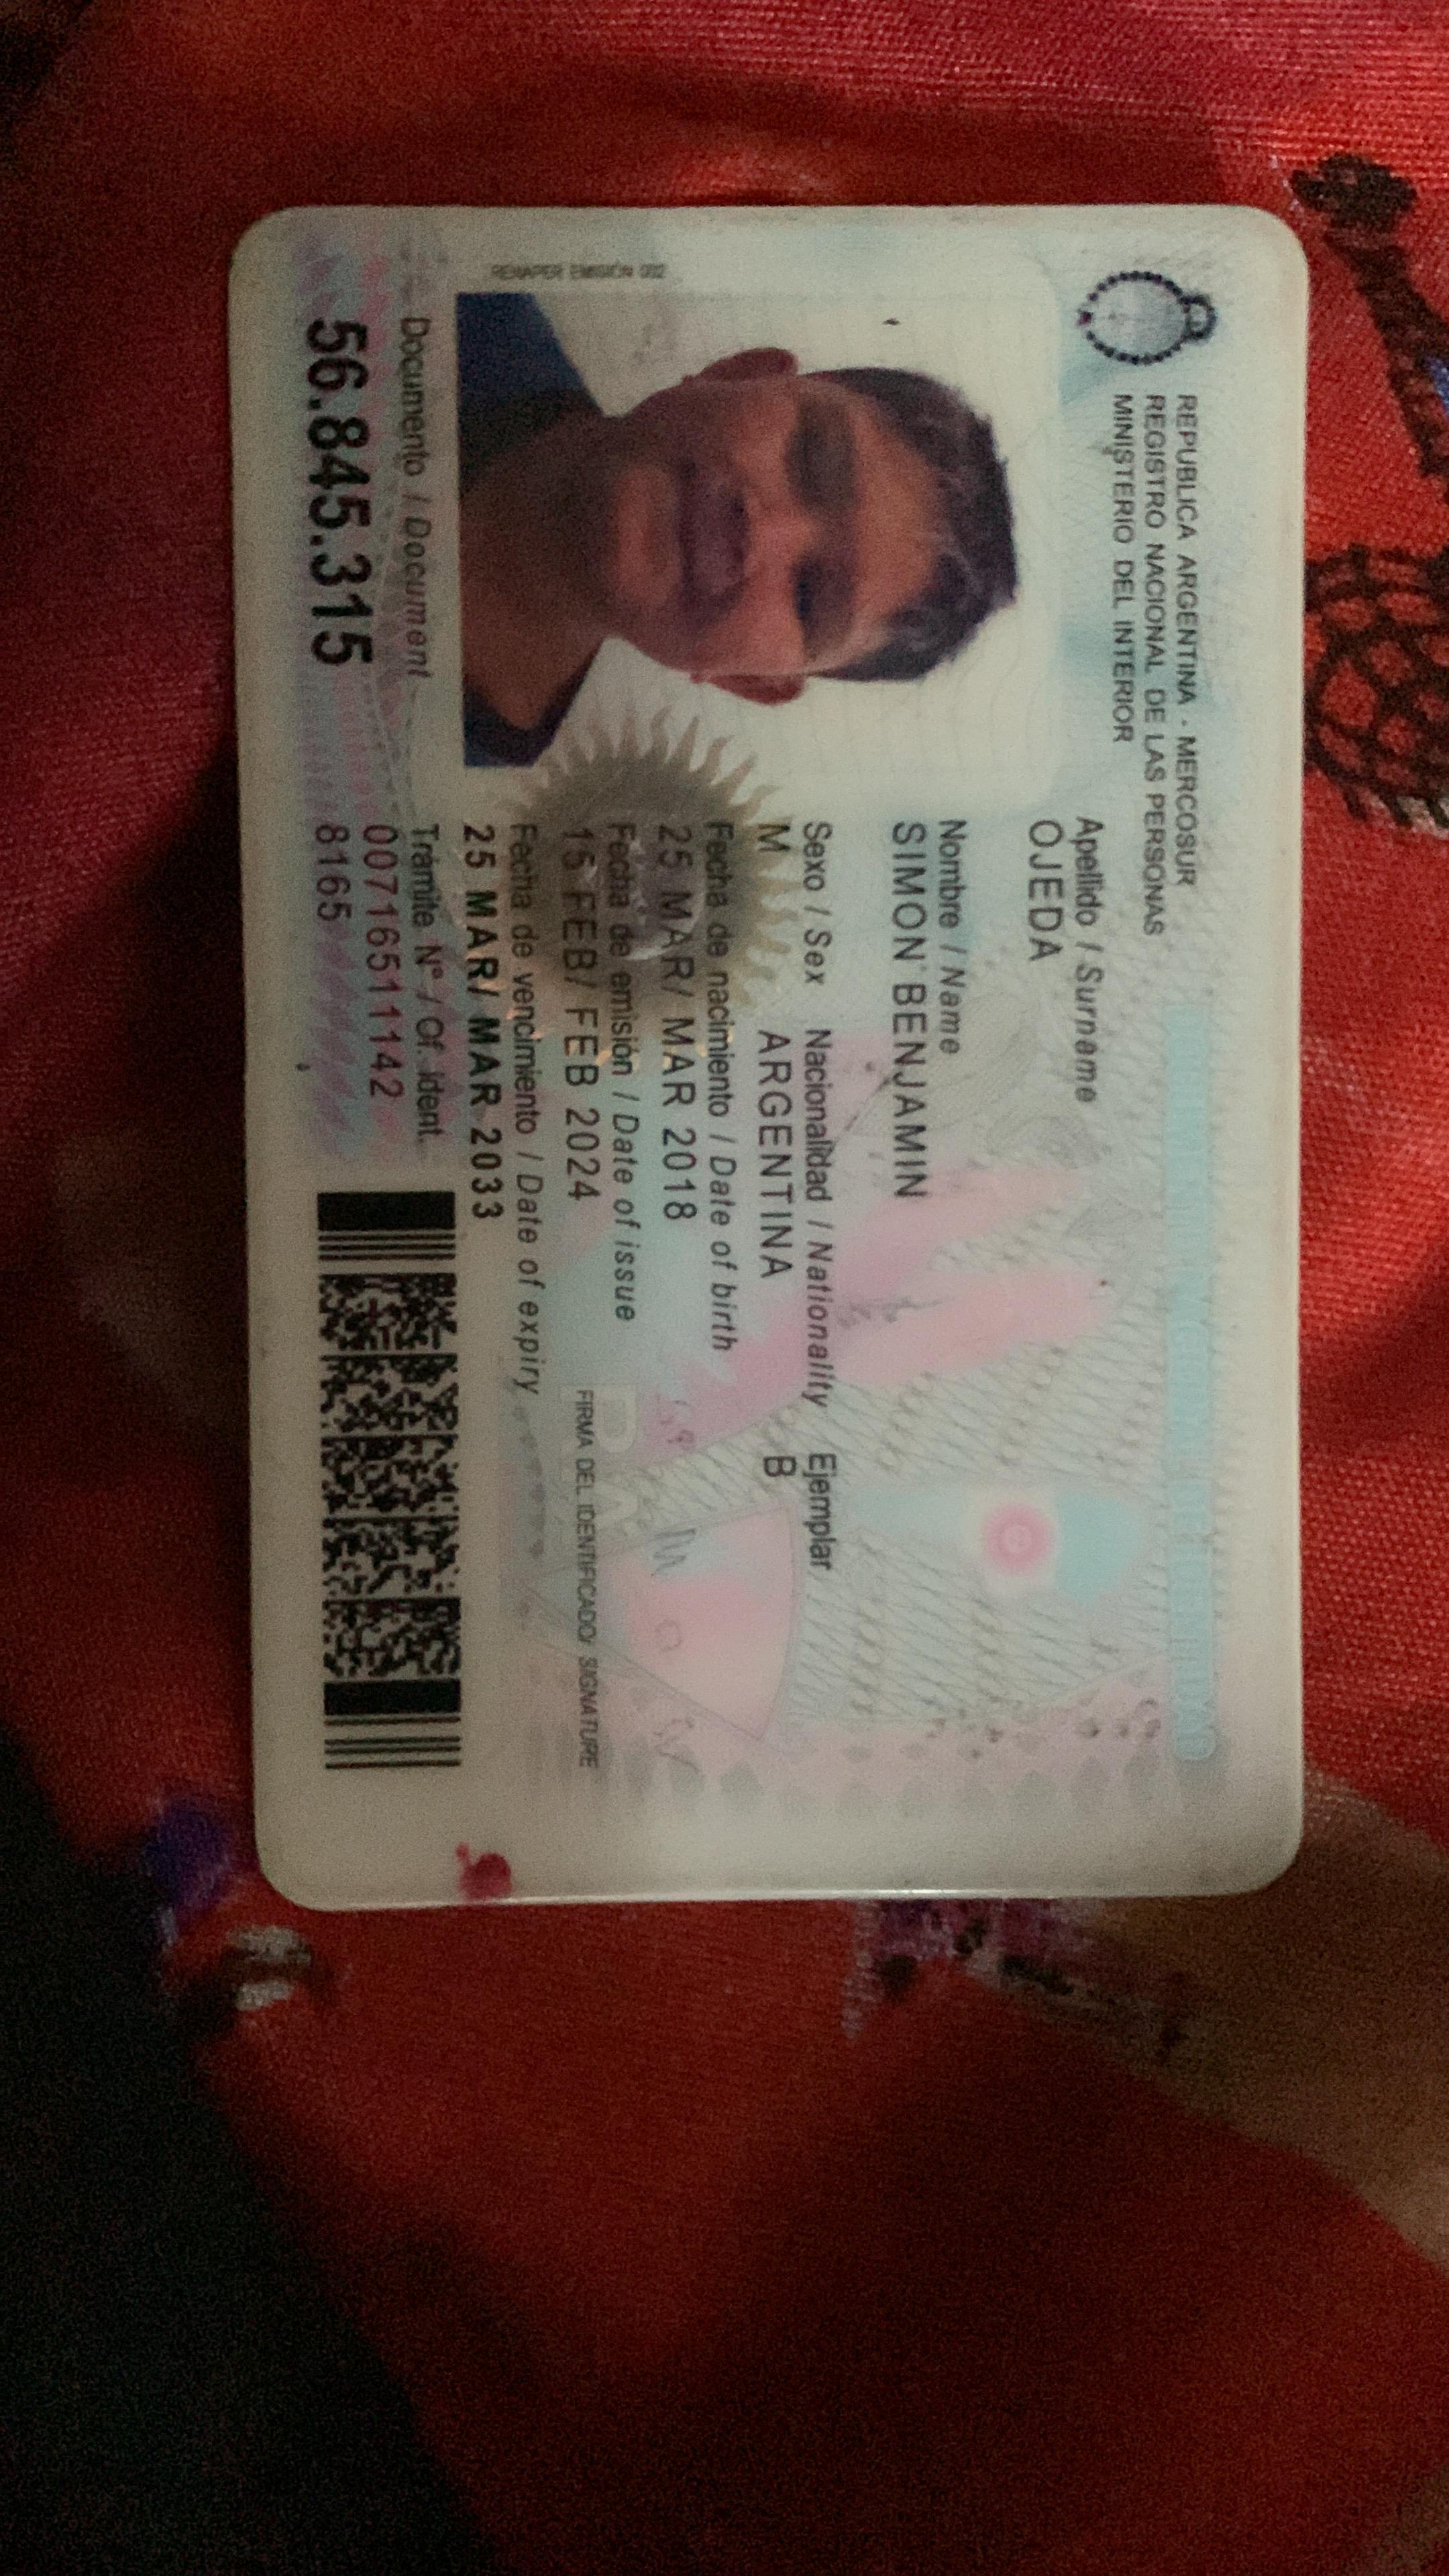 REPUBLICA ARGENTINA - MERCOSUR
REGISTRO NACIONAL DE LAS PERSONAS
MINISTERIO DEL INTERIOR
Apellido / Surname
OJEDA
Nombre / Name
SIMON BENJAMIN
Sexo / Sex Nacionalidad / Nationality Ejemplar
M ARGENTINA B
Fecha de nacimiento / Date of birth
25 MAR/ MAR 2018
Fecha de emisión / Date of issue
FEB/ FEB 2024
Fecha de vencimiento / Date of expiry
25 MAR/ MAR 2033
FIRMA DEL IDENTIFICADO/ SIGNATURE
RENAPER EMISIÓN 002
Documento / Document
56.845.315
Trámite N° / Of. ident.
00716511142
8165